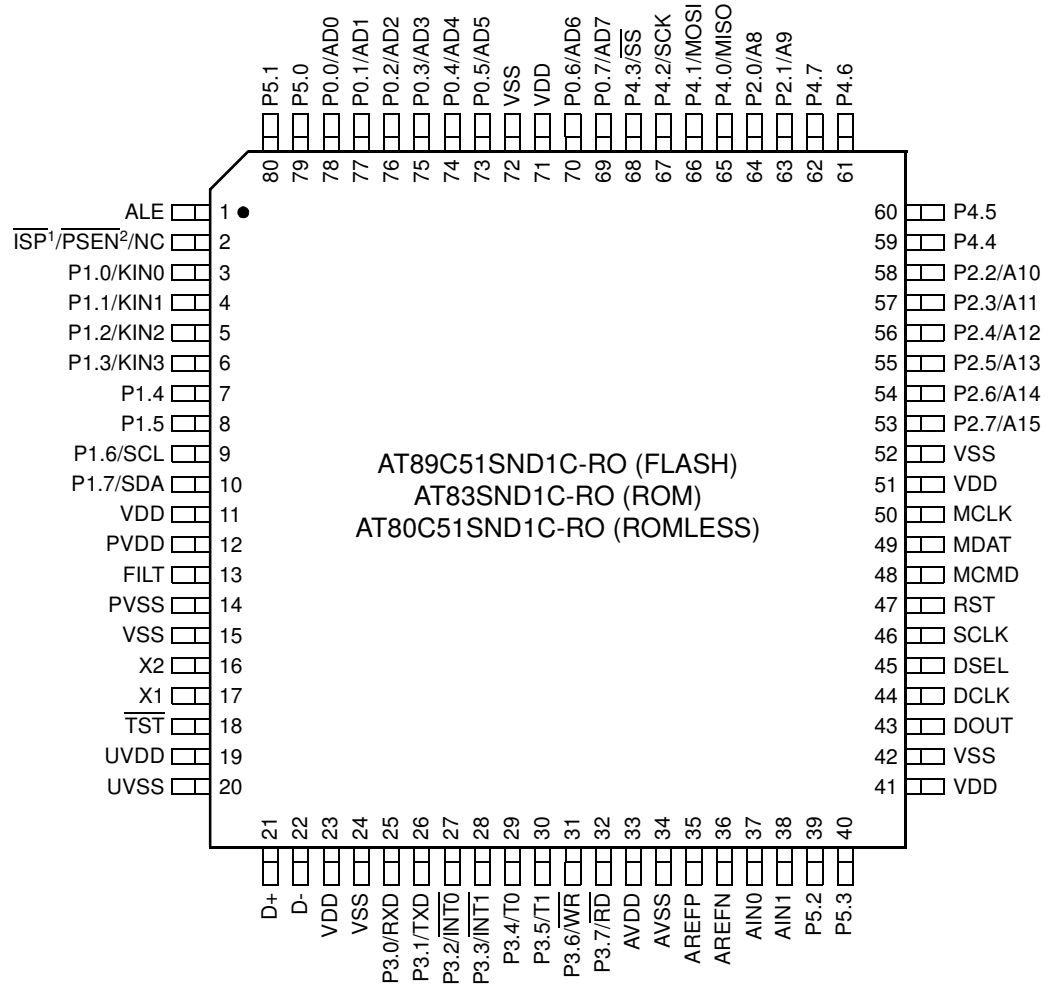 P5.1
P5.0
P0.0/AD0
P0.1/AD1
P0.2/AD2
P0.3/AD3
P0.4/AD4
P0.5/AD5
VSS
VDD
P0.6/AD6
P0.7/AD7
P4.3/SS
P4.2/SCK
P4.1/MOSI
P4.0/MISO
P2.0/A8
P2.1/A9
P4.7
P4.6
80
79
78
77
76
75
74
73
72
71
70
69
68
67
66
65
64
63
62
61
ALE 1
ISP¹/PSEN²/NC 2
P1.0/KIN0 3
P1.1/KIN1 4
P1.2/KIN2 5
P1.3/KIN3 6
P1.4 7
P1.5 8
P1.6/SCL 9
P1.7/SDA 10
VDD 11
PVDD 12
FILT 13
PVSS 14
VSS 15
X2 16
X1 17
TST 18
UVDD 19
UVSS 20
AT89C51SND1C-RO (FLASH)
AT83SND1C-RO (ROM)
AT80C51SND1C-RO (ROMLESS)
60 P4.5
59 P4.4
58 P2.2/A10
57 P2.3/A11
56 P2.4/A12
55 P2.5/A13
54 P2.6/A14
53 P2.7/A15
52 VSS
51 VDD
50 MCLK
49 MDAT
48 MCMD
47 RST
46 SCLK
45 DSEL
44 DCLK
43 DOUT
42 VSS
41 VDD
21
22
23
24
25
26
27
28
29
30
31
32
33
34
35
36
37
38
39
40
D+
D-
VDD
VSS
P3.0/RXD
P3.1/TXD
P3.2/INT0
P3.3/INT1
P3.4/T0
P3.5/T1
P3.6/WR
P3.7/RD
AVDD
AVSS
AREFP
AREFN
AIN0
AIN1
P5.2
P5.3